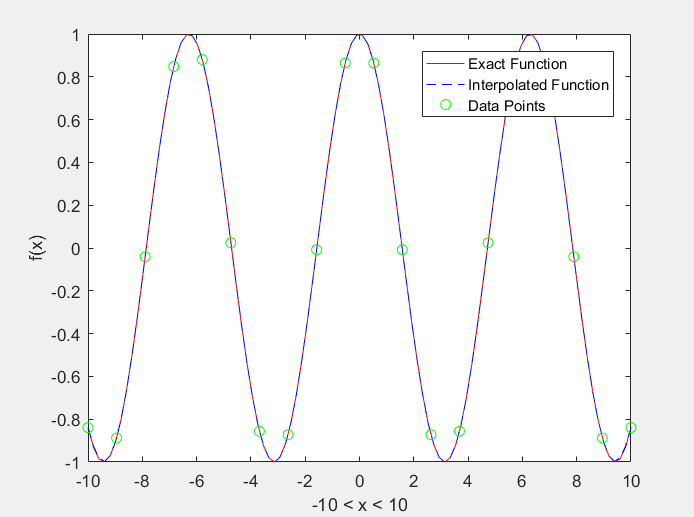 1
0.8
0.6
0.4
0.2
0
-0.2
-0.4
-0.6
-0.8
-1
f(x)
Exact Function
Interpolated Function
Data Points
-10 -8 -6 -4 -2 0 2 4 6 8 10
-10 < x < 10